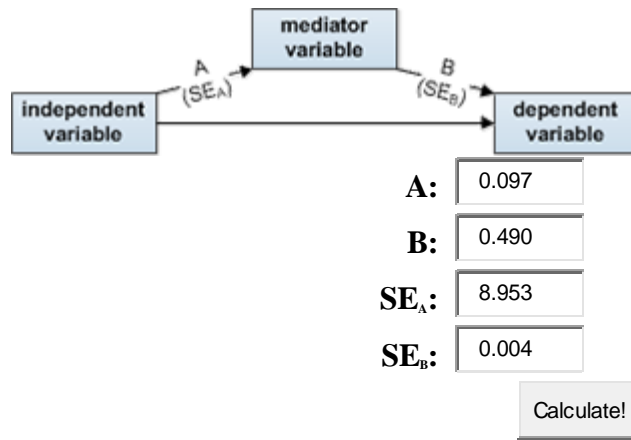 mediator
variable
A
(SEA)
B
(SEB)
independent
variable
dependent
variable
A: 0.097
B: 0.490
SEA: 8.953
SEB: 0.004
Calculate!